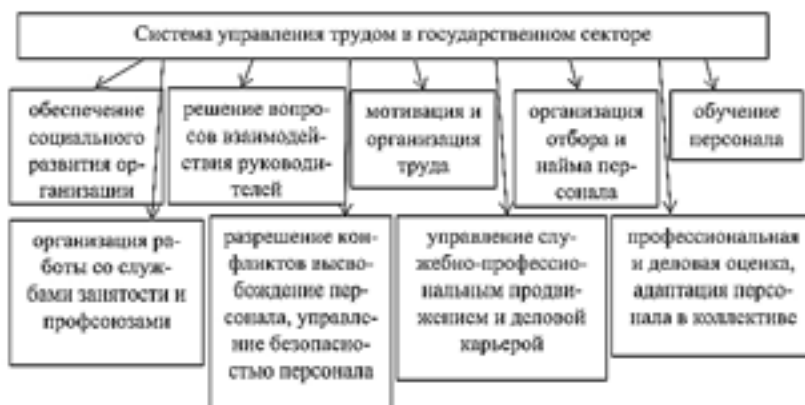 Система управления трудом в государственном секторе
обеспечение
социального
развития ор-
ганизации
решение вопро-
сов взаимодей-
ствия руководи-
телей
мотивация и
организация
труда
организация
отбора и
найма пер-
сонала
обучение
персонала
организация ра-
боты со служ-
бами занятости и
профсоюзами
разрешение кон-
фликтов высво-
бождение пер-
сонала, управле-
ние безопасно-
стью персонала
управление слу-
жебно-професси-
ональным продви-
жением и деловой
карьерой
профессиональная
и деловая оценка,
адаптация персо-
нала в коллективе